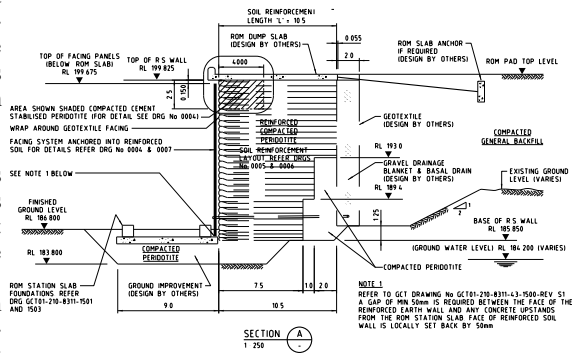 SOIL REINFORCEMENT
LENGTH 'L' = 10 5
ROM DUMP SLAB
(DESIGN BY OTHERS)
0 055
2 0
ROM SLAB ANCHOR
IF REQUIRED
(DESIGN BY OTHERS)
ROM PAD TOP LEVEL
TOP OF FACING PANELS
(BELOW ROM SLAB)
RL 199 675
TOP OF R S WALL
RL 199 825
4000
0.150
2 5
AREA SHOWN SHADED COMPACTED CEMENT
STABILISED PERIDOTITE (FOR DETAIL SEE DRG No 0004)
WRAP AROUND GEOTEXTILE FACING
FACING SYSTEM ANCHORED INTO REINFORCED
SOIL FOR DETAILS REFER DRG No 0004 & 0007
SEE NOTE 1 BELOW
REINFORCED
COMPACTED
PERIDOTITE
SOIL REINFORCEMENT
LAYOUT REFER DRGS
No 0005 & 0006
GEOTEXTILE
(DESIGN BY OTHERS)
RL 193 0
GRAVEL DRAINAGE
BLANKET & BASAL DRAIN
(DESIGN BY OTHERS)
RL 189 4
COMPACTED
GENERAL BACKFILL
EXISTING GROUND
LEVEL (VARIES)
1
2
1 25
BASE OF R S WALL
RL 185 850
(GROUND WATER LEVEL) RL 184 200 (VARIES)
FINISHED
GROUND LEVEL
RL 186 800
RL 183 800
COMPACTED
PERIDOTITE
COMPACTED PERIDOTITE
ROM STATION SLAB
FOUNDATIONS REFER
DRG GCT01-210-8311-1501
AND 1503
GROUND IMPROVEMENT
(DESIGN BY OTHERS)
7 5
1 0
2 0
9 0
10 5
NOTE 1
REFER TO GCT DRAWING No GCT01-210-8311-43-1500-REV S1
A GAP OF MIN 50mm IS REQUIRED BETWEEN THE FACE OF THE
REINFORCED EARTH WALL AND ANY CONCRETE UPSTANDS
FROM THE ROM STATION SLAB FACE OF REINFORCED SOIL
WALL IS LOCALLY SET BACK BY 50mm
SECTION A
1 250 -